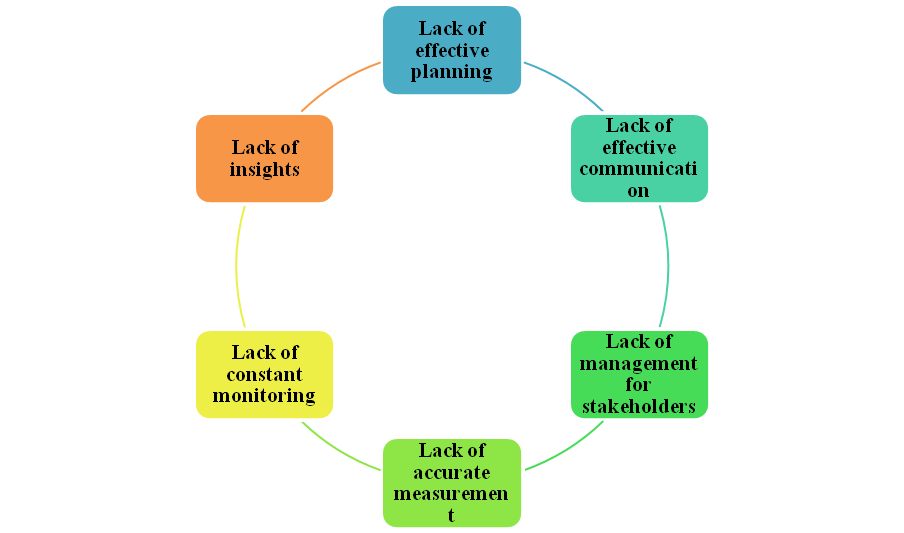 Lack of
effective
planning
Lack of
effective
communicati
on
Lack of
management
for
stakeholders
Lack of
accurate
measuremen
t
Lack of
constant
monitoring
Lack of
insights